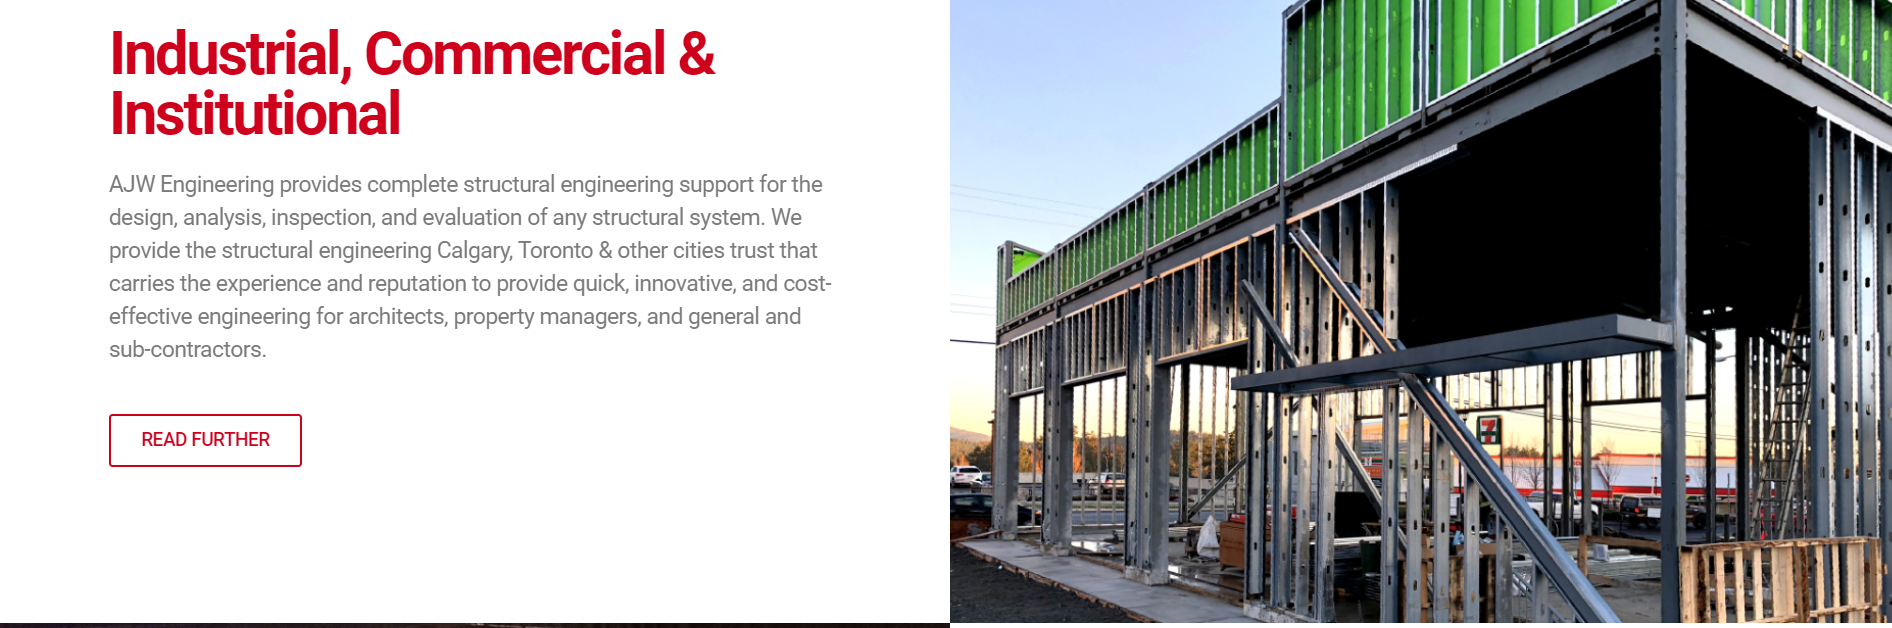 Industrial, Commercial &
Institutional
AJW Engineering provides complete structural engineering support for the
design, analysis, inspection, and evaluation of any structural system. We
provide the structural engineering Calgary, Toronto & other cities trust that
carries the experience and reputation to provide quick, innovative, and cost-
effective engineering for architects, property managers, and general and
sub-contractors.
READ FURTHER
7